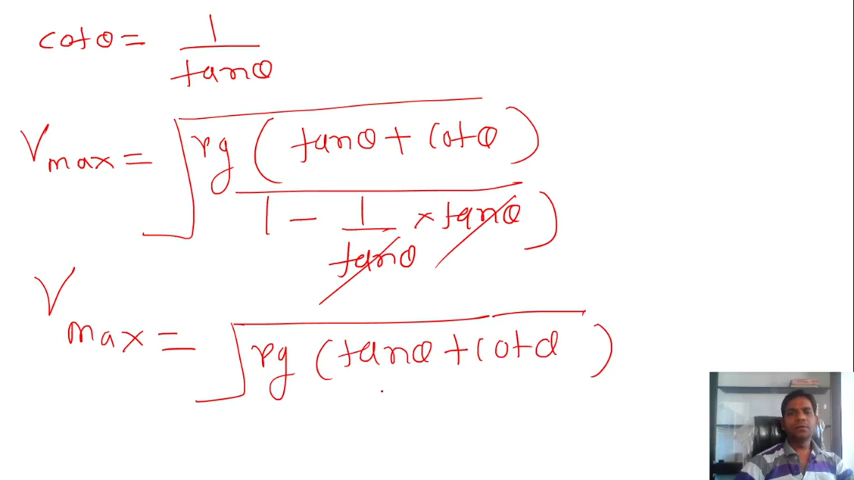 cotθ = 1
tanθ
Vmax = √rg (tanθ + cotθ)
1 - 1 × tanθ)
tanθ
Vmax = √rg (tanθ + cotθ)